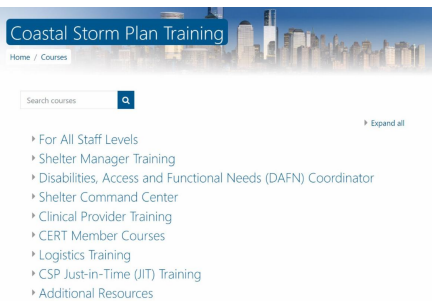 Coastal Storm Plan Training
Home / Courses
Search courses
Expand all
For All Staff Levels
Shelter Manager Training
Disabilities, Access and Functional Needs (DAFN) Coordinator
Shelter Command Center
Clinical Provider Training
CERT Member Courses
Logistics Training
CSP Just-in-Time (JIT) Training
Additional Resources